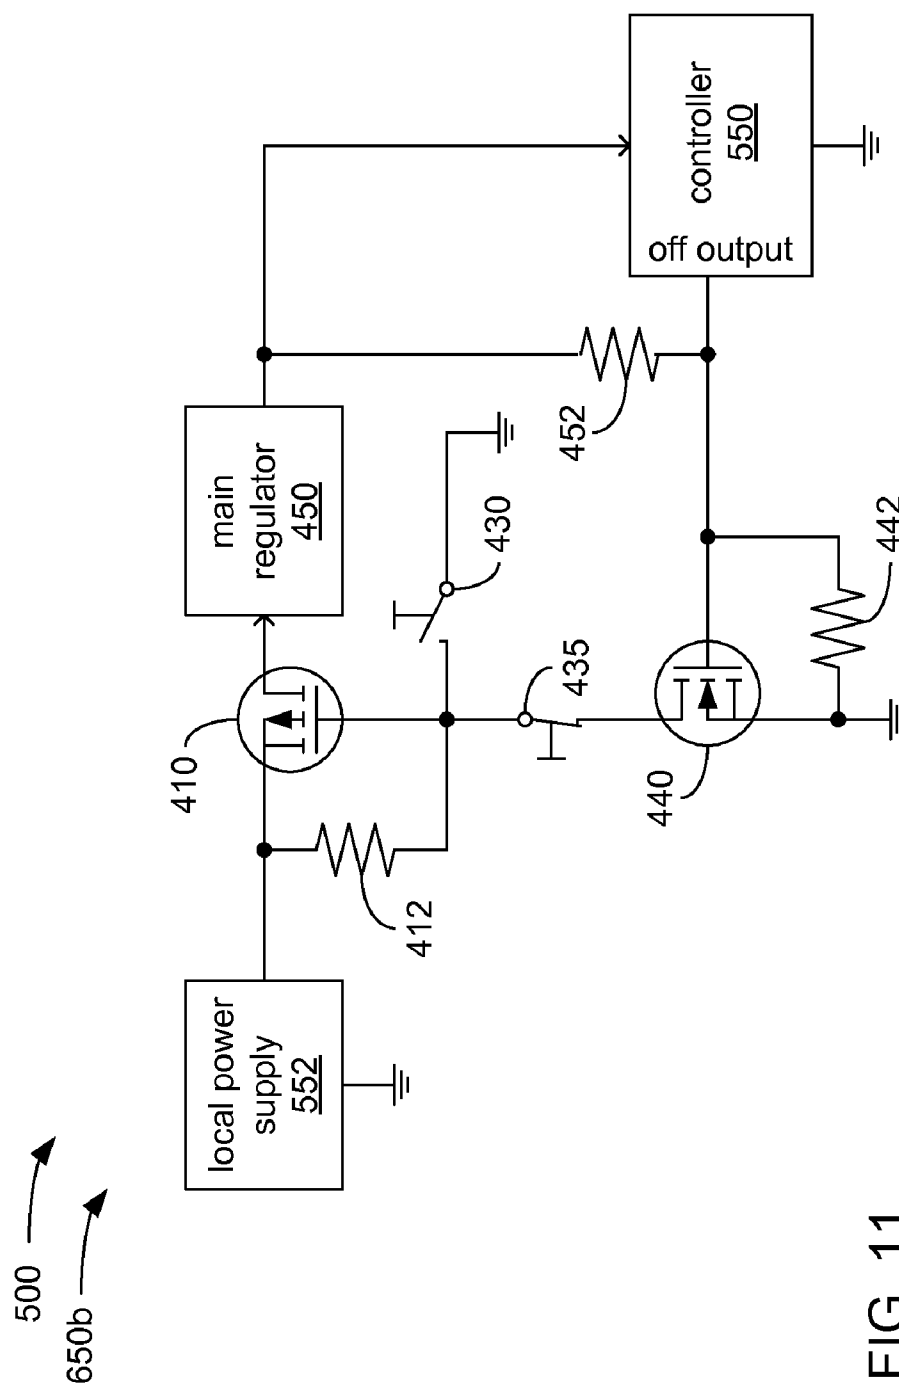 500
650b
local power
supply
552
412
410
main
regulator
450
430
435
440
442
452
controller
550
off output
FIG. 11